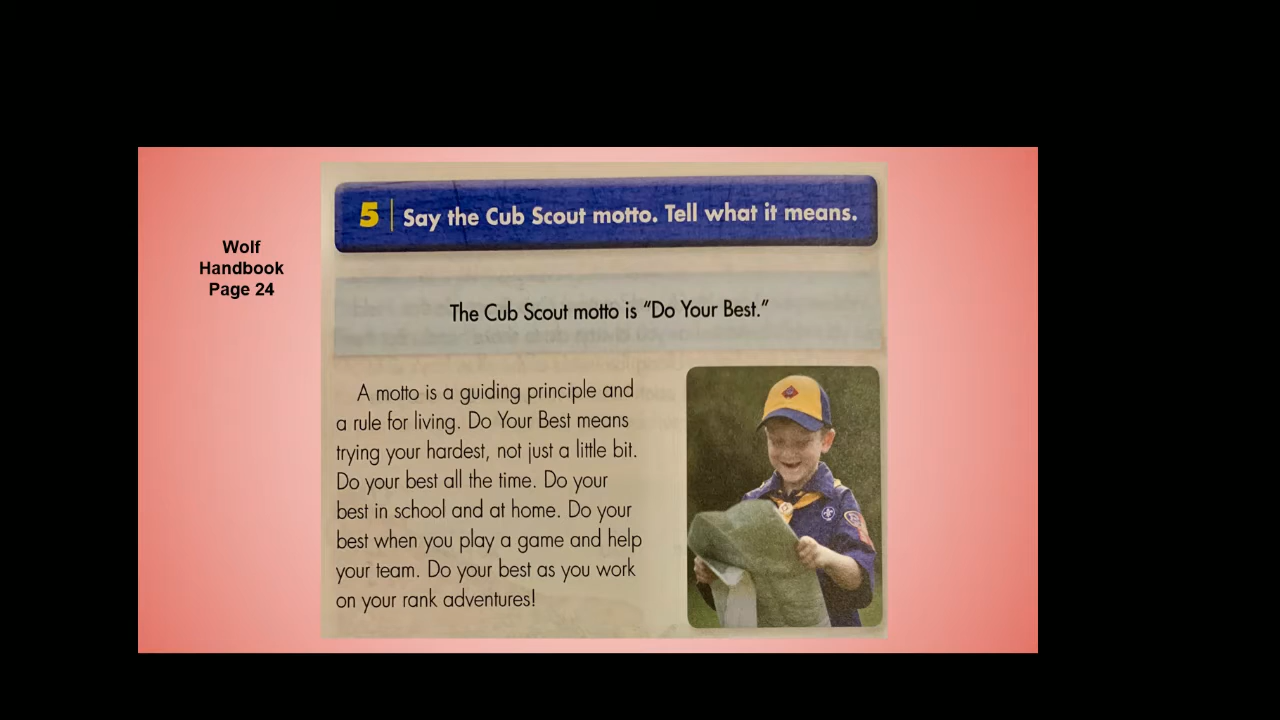 Wolf
Handbook
Page 24
5 Say the Cub Scout motto. Tell what it means.
The Cub Scout motto is “Do Your Best.”
A motto is a guiding principle and
a rule for living. Do Your Best means
trying your hardest, not just a little bit.
Do your best all the time. Do your
best in school and at home. Do your
best when you play a game and help
your team. Do your best as you work
on your rank adventures!